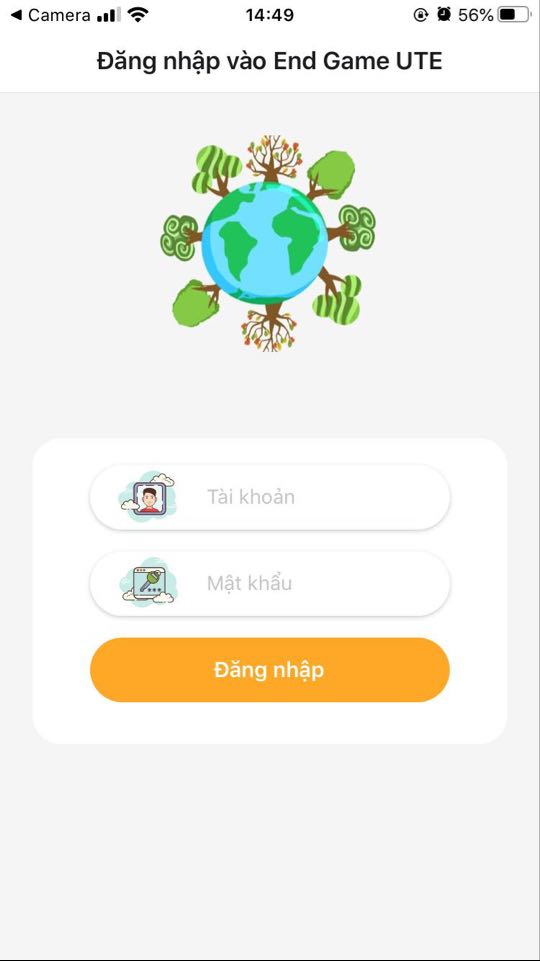 Camera 14:49 56%
Đăng nhập vào End Game UTE
Tài khoản
Mật khẩu
Đăng nhập